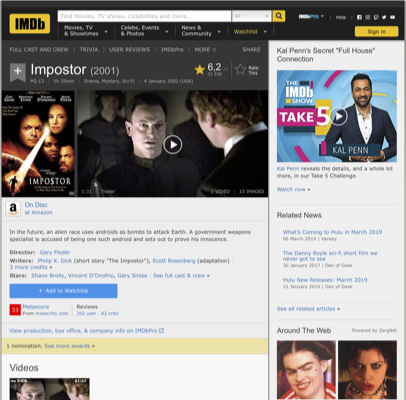 IMDb
Find Movies, TV shows, Celebrities and more...
All
IMDbPro
Help
Movies, TV & Showtimes
Celebs, Events & Photos
News & Community
Watchlist
Sign in
FULL CAST AND CREW | TRIVIA | USER REVIEWS | IMDbPro | MORE
SHARE
Impostor (2001)
PG-13 | 1h 35min | Drama, Mystery, Sci-Fi | 4 January 2002 (USA)
6,2
Rate This
IMPOSTOR
1:31 Trailer
3 VIDEO | 15 IMAGES
On Disc
at Amazon
In the future, an alien race uses androids as bombs to attack Earth. A government weapons
specialist is accused of being one such android and sets out to prove his innocence.
Director: Gary Fleder
Writers: Philip K. Dick (short story "The Impostor"), Scott Rosenberg (adaptation) |
3 more credits »
Stars: Shane Brolly, Vincent D'Onofrio, Gary Sinise | See full cast & crew »
+ Add to Watchlist
33
Metascore
From metacritic.com
Reviews
202 user | 82 critic
View production, box office, & company info on IMDbPro
1 nomination. See more awards »
Videos
Kal Penn's Secret "Full House"
Connection
THE IMDb SHOW
TAKE 5
KAL PENN
Kal Penn reveals the details, and a whole lot
more, in our Take 5 Challenge.
Watch now »
Related News
What's Coming to Hulu in March 2019
06 March 2019 | Variety
The Danny Boyle sci-fi short film we
never got to see
30 January 2017 | Den of Geek
Hulu New Releases: March 2019
21 January 2016 | Den of Geek
See all related articles »
Around The Web
Powered by ZergNet